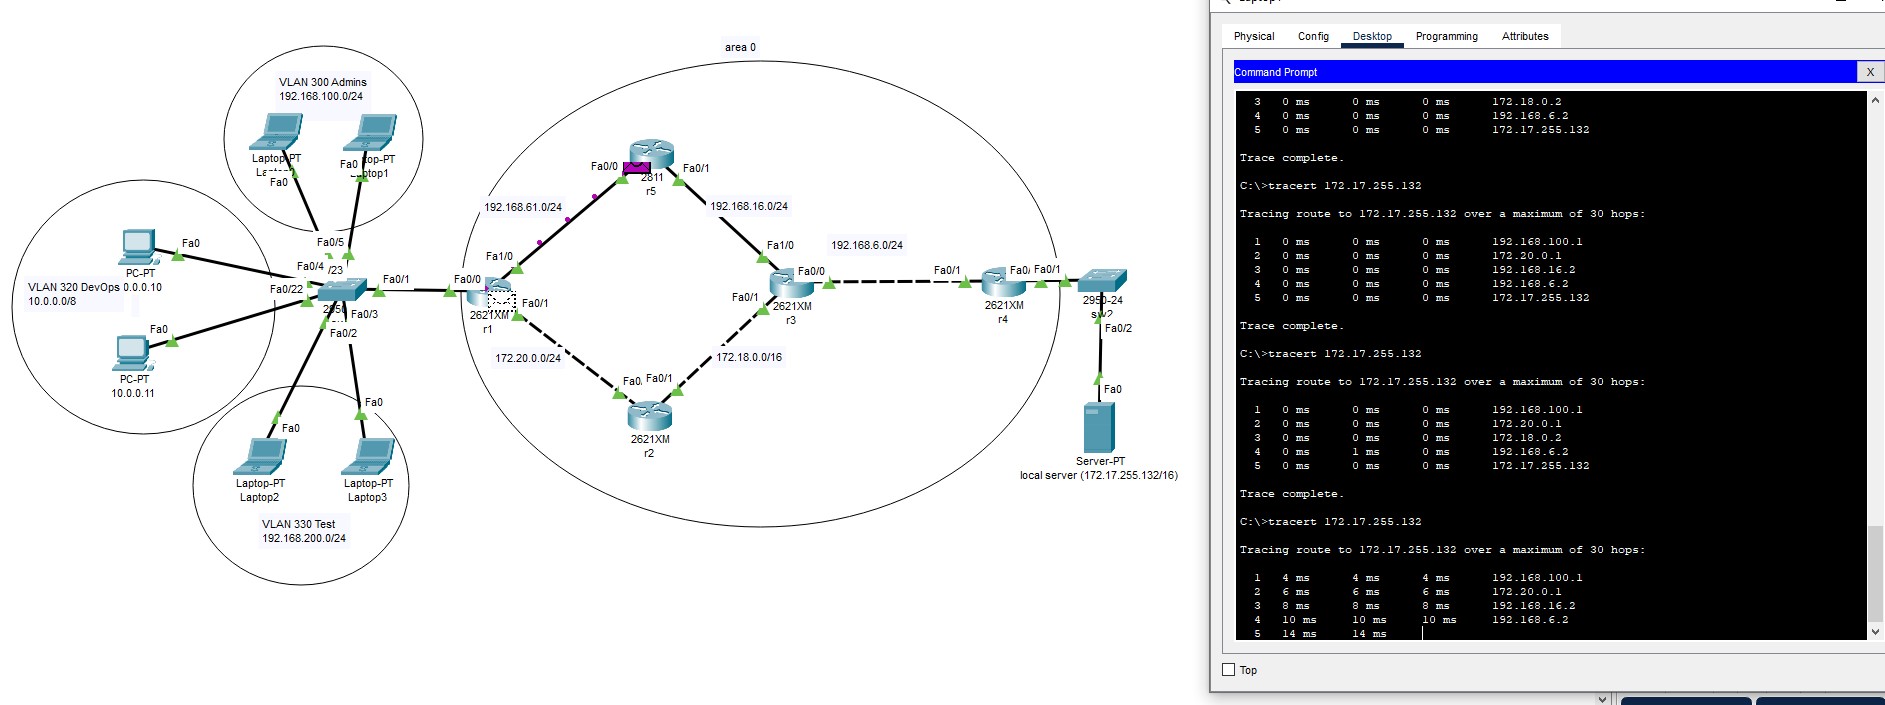 area 0
VLAN 300 Admins
192.168.100.0/24
Laptop-PT
Fa0
Fa0
top-PT
Laptop1
Fa0/0
Fa0/1
2811
r5
192.168.61.0/24
192.168.16.0/24
Fa0
PC-PT
0.0.0.10
VLAN 320 DevOps
10.0.0.0/8
Fa0/5
/23
Fa0/4
Fa0/22
Fa0/1
Fa0/3
Fa0/2
Fa0
PC-PT
10.0.0.11
Fa1/0
Fa0/0
2621XM
r1
Fa0/1
172.20.0.0/24
Fa1/0
192.168.6.0/24
Fa0/0
Fa0/1
2621XM
r3
Fa0/1
Fa0/
Fa0/1
2621XM
r4
2950-24
sw2
Fa0/2
172.18.0.0/16
Fa0/
Fa0/1
2621XM
r2
Fa0
Fa0
Laptop-PT
Laptop2
Laptop-PT
Laptop3
VLAN 330 Test
192.168.200.0/24
Fa0
Server-PT
local server (172.17.255.132/16)
Physical Config Desktop Programming Attributes
Command Prompt
X
3 0 ms 0 ms 0 ms 172.18.0.2
4 0 ms 0 ms 0 ms 192.168.6.2
5 0 ms 0 ms 0 ms 172.17.255.132
Trace complete.
C:\>tracert 172.17.255.132
Tracing route to 172.17.255.132 over a maximum of 30 hops:
1 0 ms 0 ms 0 ms 192.168.100.1
2 0 ms 0 ms 0 ms 172.20.0.1
3 0 ms 0 ms 0 ms 192.168.16.2
4 0 ms 0 ms 0 ms 192.168.6.2
5 0 ms 0 ms 0 ms 172.17.255.132
Trace complete.
C:\>tracert 172.17.255.132
Tracing route to 172.17.255.132 over a maximum of 30 hops:
1 0 ms 0 ms 0 ms 192.168.100.1
2 0 ms 0 ms 0 ms 172.20.0.1
3 0 ms 0 ms 0 ms 172.18.0.2
4 0 ms 1 ms 0 ms 192.168.6.2
5 0 ms 0 ms 0 ms 172.17.255.132
Trace complete.
C:\>tracert 172.17.255.132
Tracing route to 172.17.255.132 over a maximum of 30 hops:
1 4 ms 4 ms 4 ms 192.168.100.1
2 6 ms 6 ms 6 ms 172.20.0.1
3 8 ms 8 ms 8 ms 192.168.16.2
4 10 ms 10 ms 10 ms 192.168.6.2
5 14 ms 14 ms
Top